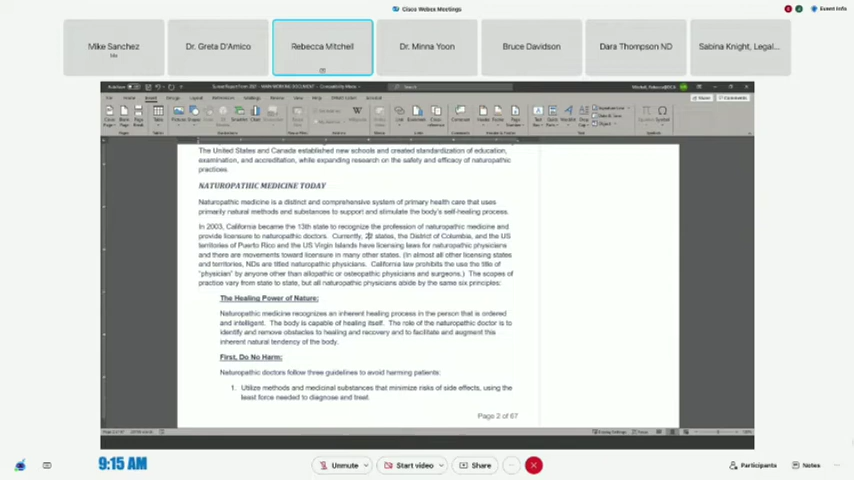 Cisco Webex Meetings
Event Info
Mike Sanchez
Me
Dr. Greta D'Amico
Rebecca Mitchell
Dr. Minna Yoon
Bruce Davidson
Dara Thompson ND
Sabina Knight, Legal...
The United States and Canada established new schools and created standardization of education,
examination, and accreditation, while expanding research on the safety and efficacy of naturopathic
practices.
NATUROPATHIC MEDICINE TODAY
Naturopathic medicine is a distinct and comprehensive system of primary health care that uses
primarily natural methods and substances to support and stimulate the body's self-healing process.
In 2003, California became the 13th state to recognize the profession of naturopathic medicine and
provide licensure to naturopathic doctors. Currently, states, the District of Columbia, and the US
territories of Puerto Rico and the US Virgin Islands have licensing laws for naturopathic physicians
and there are movements toward licensure in many other states. (In almost all other licensing states
and territories, NDs are titled naturopathic physicians. California law prohibits the use the title of
"physician" by anyone other than allopathic or osteopathic physicians and surgeons.) The scopes of
practice vary from state to state, but all naturopathic physicians abide by the same six principles:
The Healing Power of Nature:
Naturopathic medicine recognizes an inherent healing process in the person that is ordered
and intelligent. The body is capable of healing itself. The role of the naturopathic doctor is to
identify and remove obstacles to healing and recovery and to facilitate and augment this
inherent natural tendency of the body.
First, Do No Harm:
Naturopathic doctors follow three guidelines to avoid harming patients:
1. Utilize methods and medicinal substances that minimize risks of side effects, using the
least force needed to diagnose and treat.
Page 2 of 67
9:15 AM
Unmute
Start video
Share
Participants
Notes